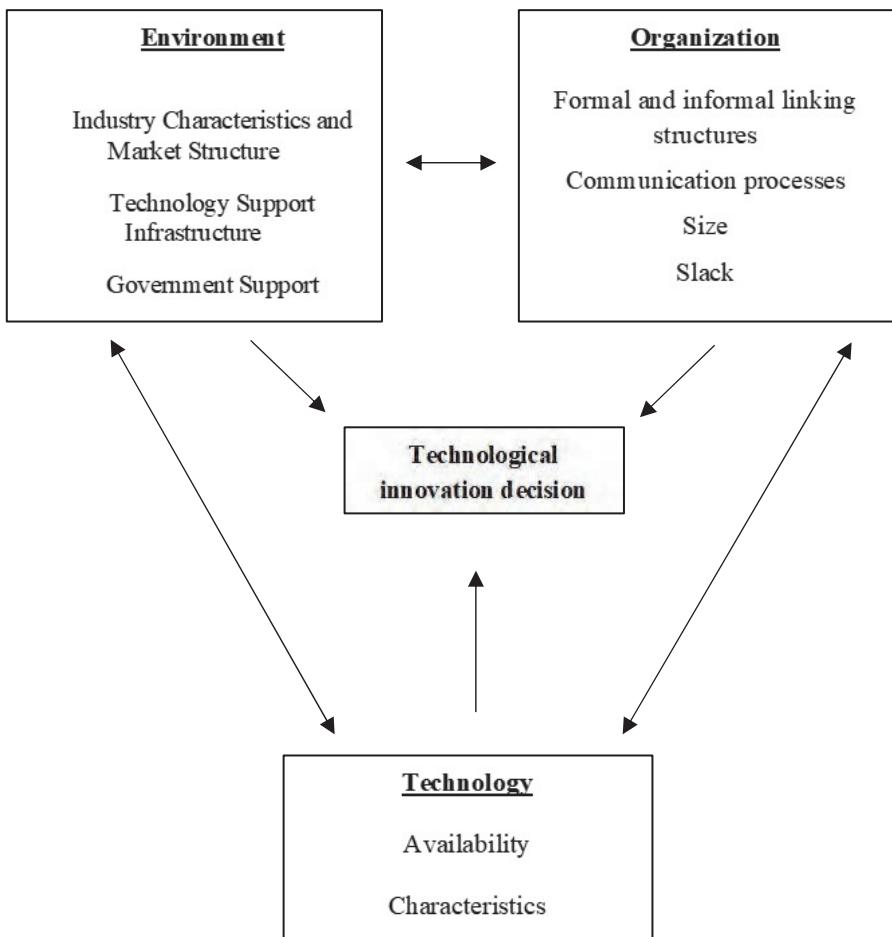 Environment
Industry Characteristics and
Market Structure
Technology Support
Infrastructure
Government Support
Organization
Formal and informal linking
structures
Communication processes
Size
Slack
Technological
innovation decision
Technology
Availability
Characteristics